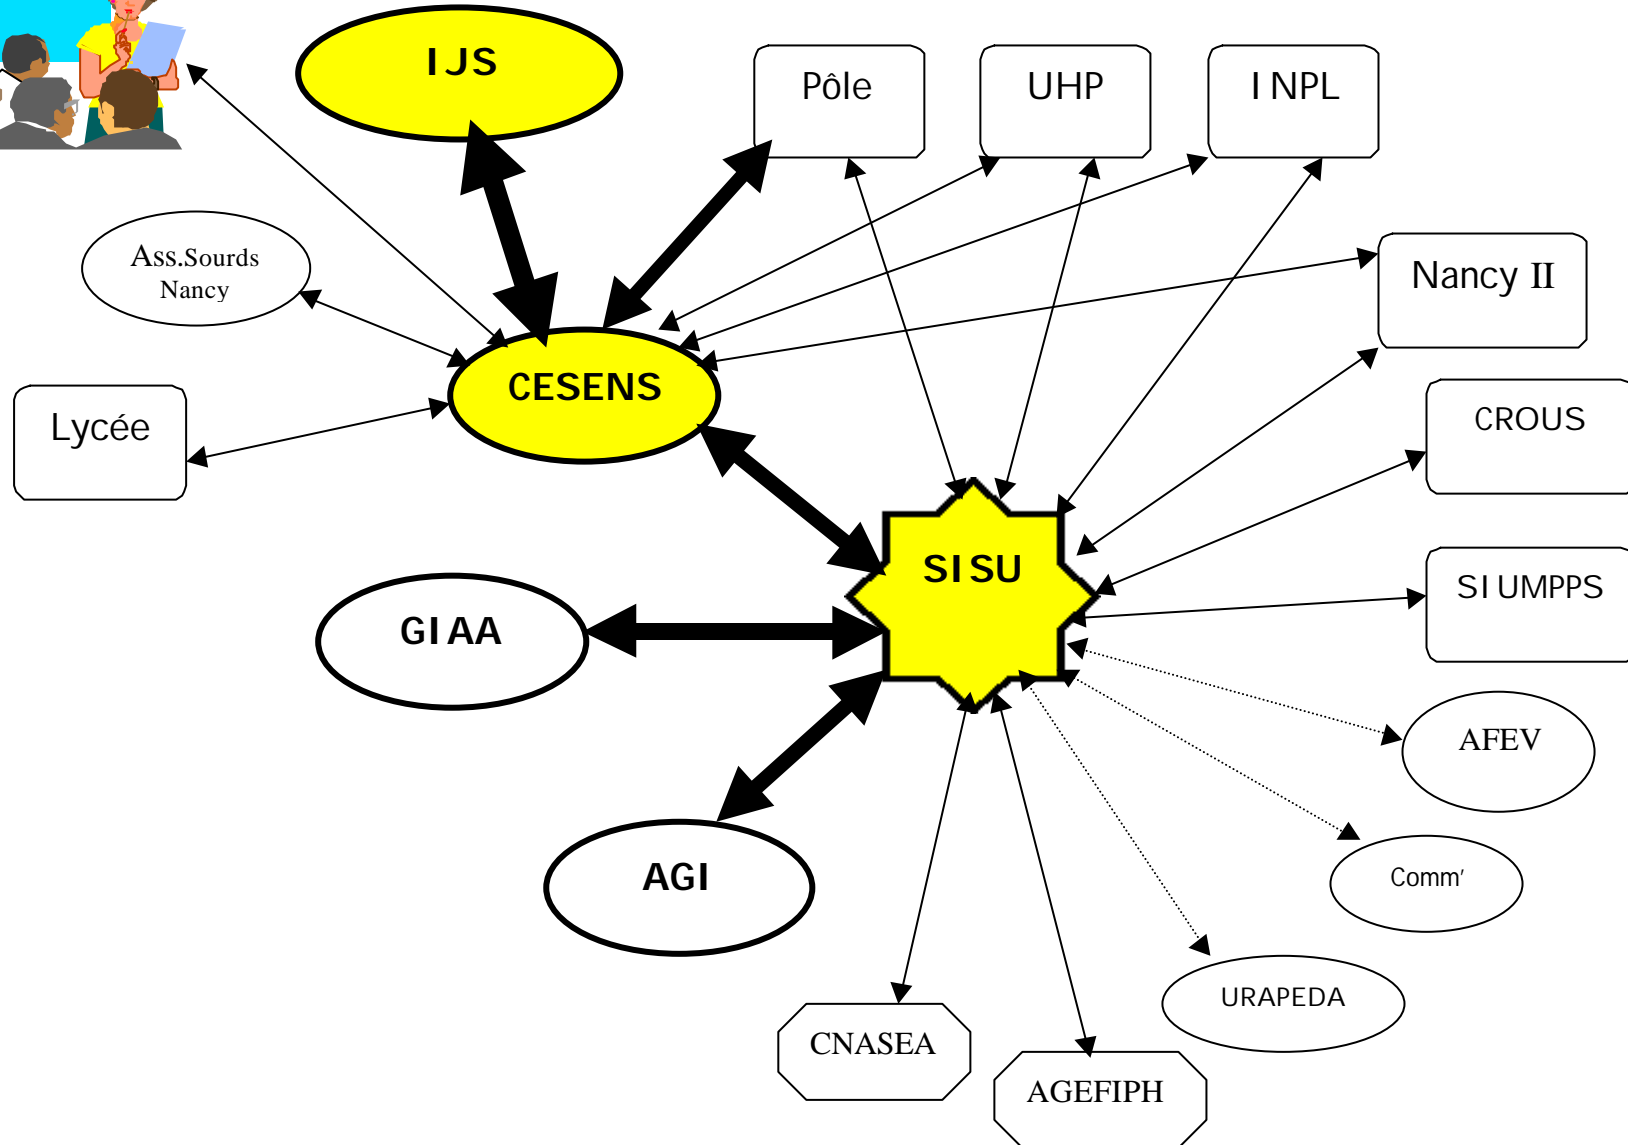 IJS
Pôle
UHP
INPL
Ass.Sourds
Nancy
Nancy II
CESENS
Lycée
CROUS
SISU
SIUMPPS
GIAA
AFEV
AGI
Comm’
URAPEDA
CNASEA
AGEFIPH